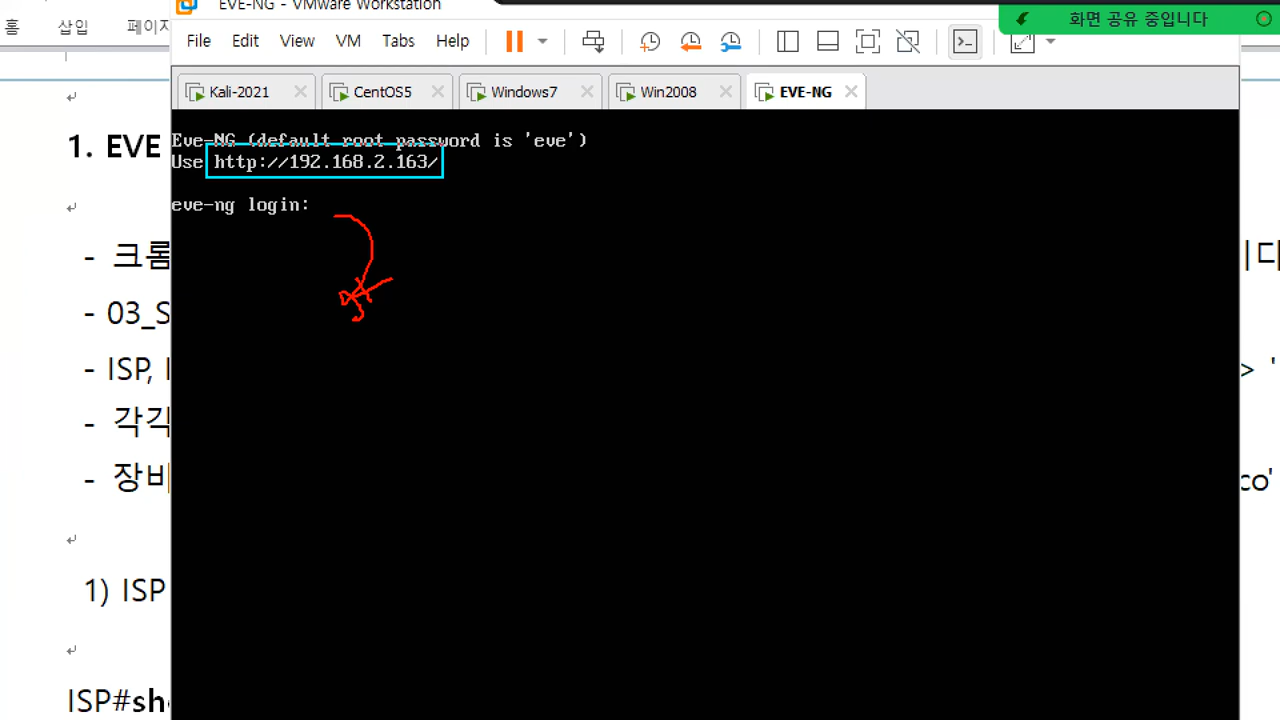 EVE-NG - VMware Workstation
화면 공유 중입니다
홈 삽입 페이지
File Edit View VM Tabs Help
Kali-2021 CentOS5 Windows7 Win2008 EVE-NG
Eve-NG (default root password is 'eve')
Use http://192.168.2.163/
eve-ng login:
1. EVE
- 크롬
- 03_S
- ISP, > '
- 각각
- 장비 co'
1) ISP
ISP#sh